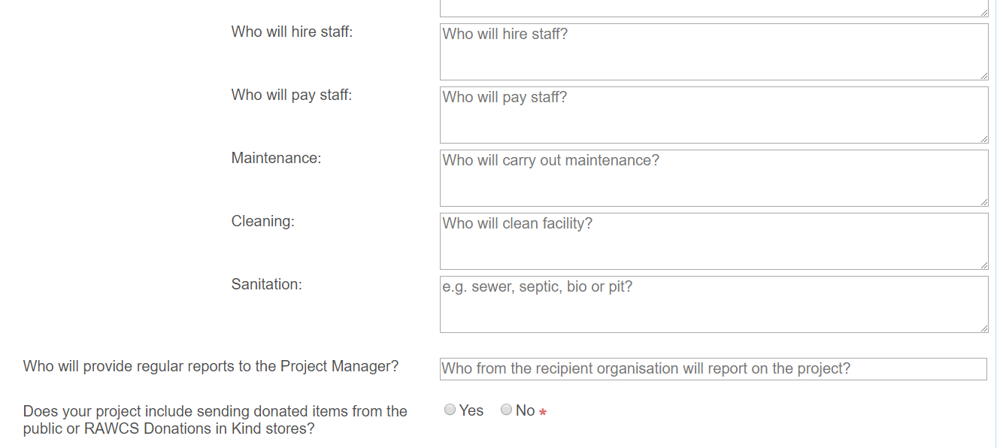 Who will hire staff:
Who will hire staff?
Who will pay staff:
Who will pay staff?
Maintenance:
Who will carry out maintenance?
Cleaning:
Who will clean facility?
Sanitation:
e.g. sewer, septic, bio or pit?
Who will provide regular reports to the Project Manager?
Who from the recipient organisation will report on the project?
Does your project include sending donated items from the
public or RAWCS Donations in Kind stores?
Yes No *